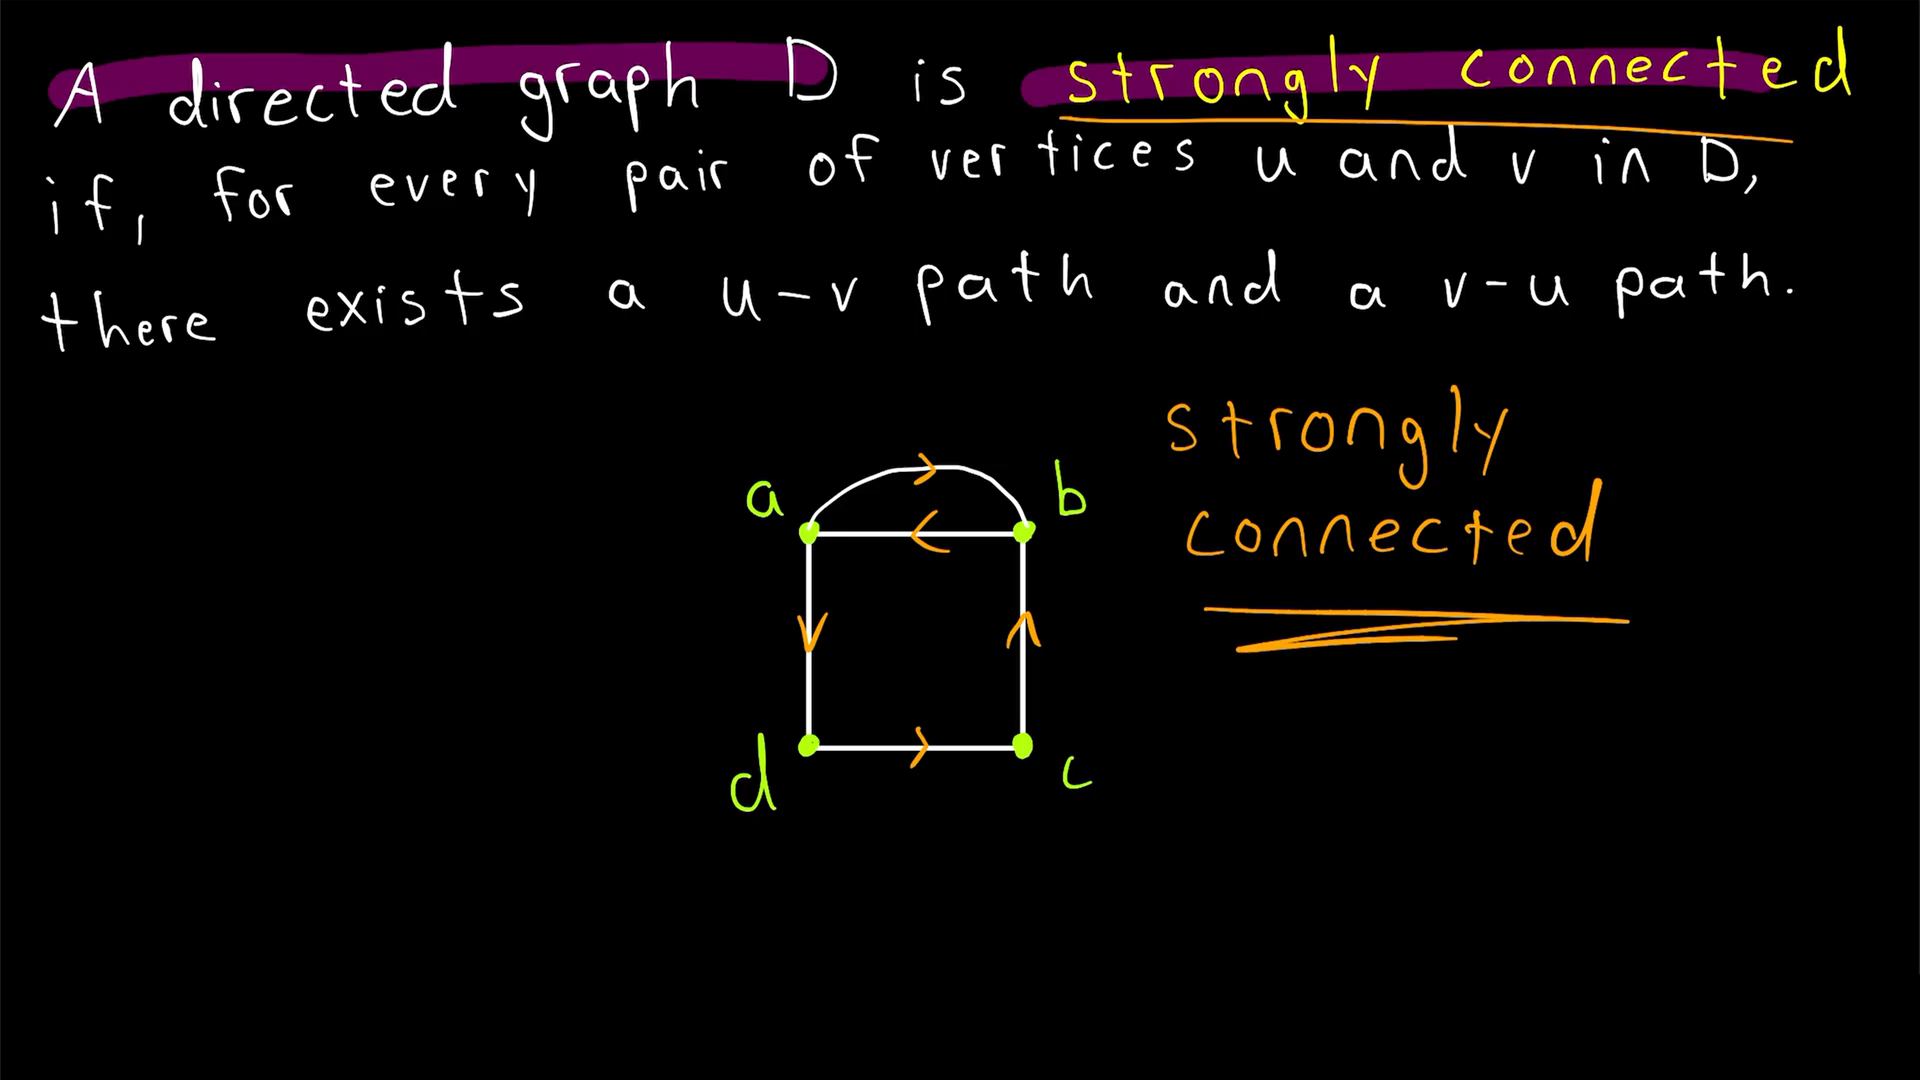 A directed graph D is strongly connected
if, for every pair of vertices u and v in D,
there exists a u-v path and a v-u path.
strongly
connected
a b
d c